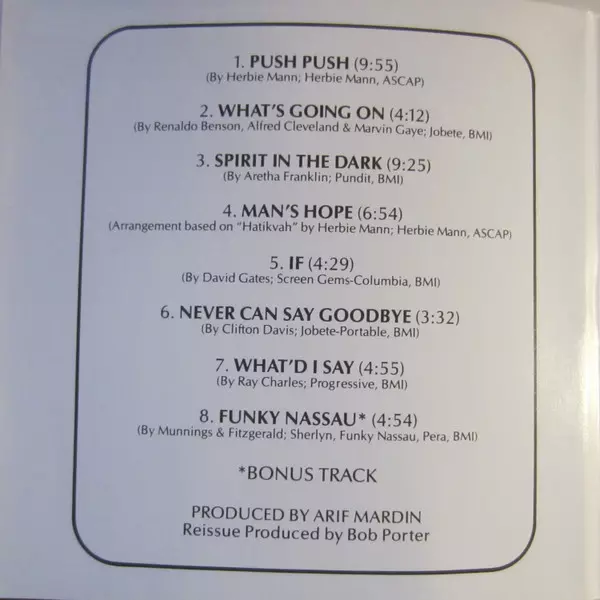 1. PUSH PUSH (9:55)
(By Herbie Mann; Herbie Mann, ASCAP)
2. WHAT'S GOING ON (4:12)
(By Renaldo Benson, Alfred Cleveland & Marvin Gaye; Jobete, BMI)
3. SPIRIT IN THE DARK (9:25)
(By Aretha Franklin; Pundit, BMI)
4. MAN'S HOPE (6:54)
(Arrangement based on "Hatikvah" by Herbie Mann; Herbie Mann, ASCAP)
5. IF (4:29)
(By David Gates; Screen Gems-Columbia, BMI)
6. NEVER CAN SAY GOODBYE (3:32)
(By Clifton Davis; Jobete-Portable, BMI)
7. WHAT'D I SAY (4:55)
(By Ray Charles; Progressive, BMI)
8. FUNKY NASSAU* (4:54)
(By Munnings & Fitzgerald; Sherlyn, Funky Nassau, Pera, BMI)
*BONUS TRACK
PRODUCED BY ARIF MARDIN
Reissue Produced by Bob Porter